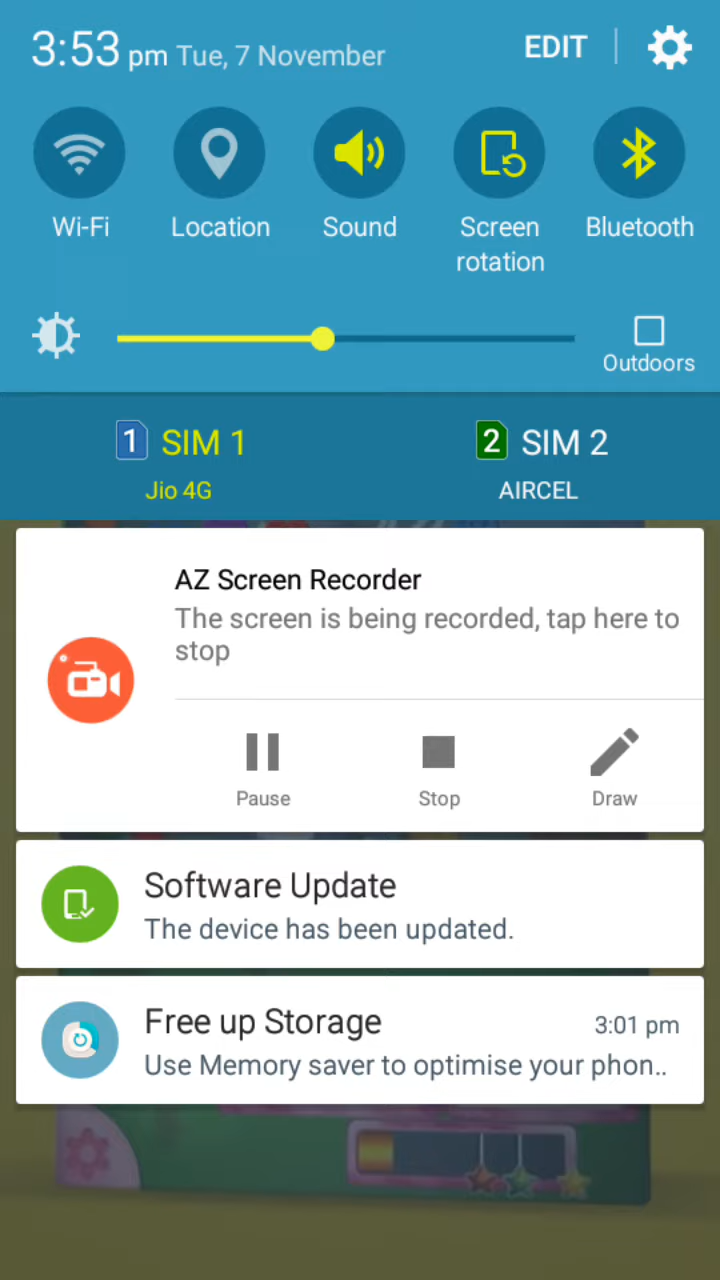 3:53 pm Tue, 7 November EDIT
Wi-Fi Location Sound Screen rotation Bluetooth
Outdoors
1 SIM 1 2 SIM 2
Jio 4G AIRCEL
AZ Screen Recorder
The screen is being recorded, tap here to
stop
Pause Stop Draw
Software Update
The device has been updated.
Free up Storage 3:01 pm
Use Memory saver to optimise your phon..